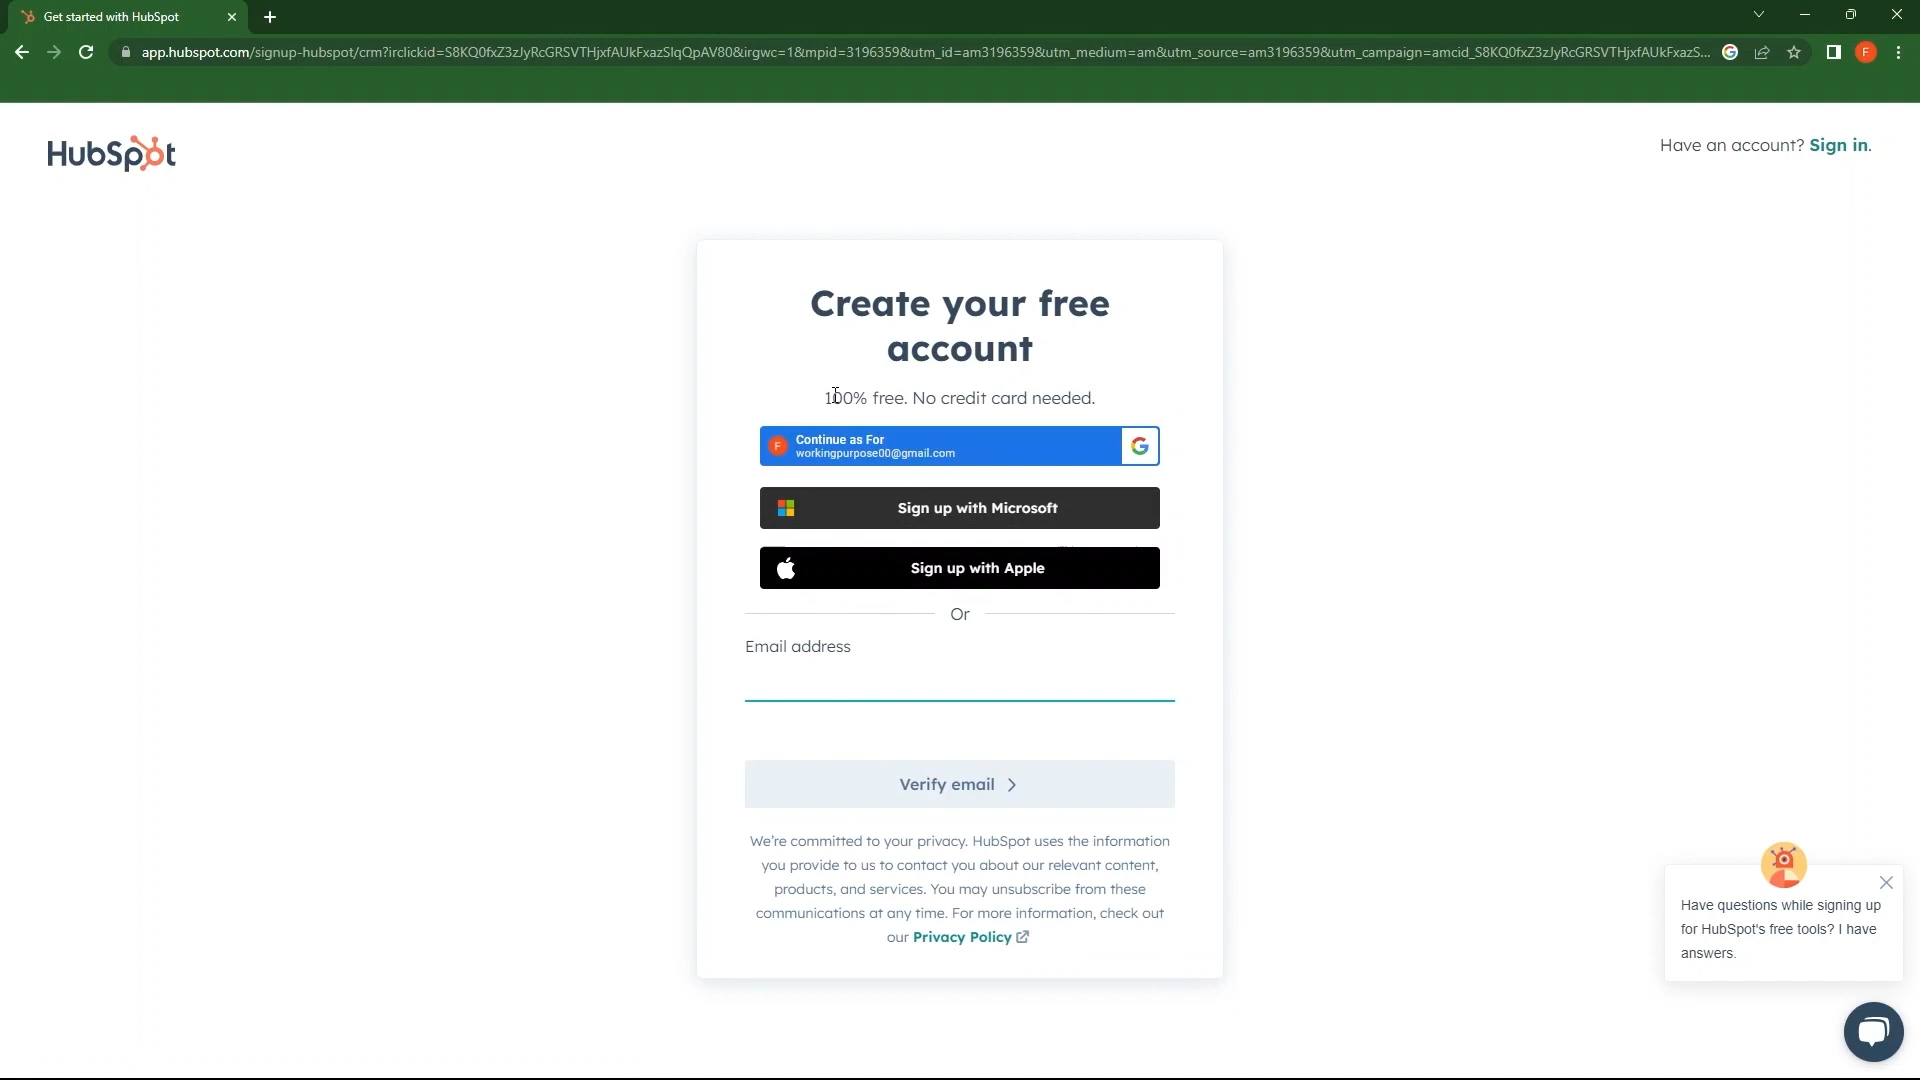 Get started with HubSpot
app.hubspot.com/signup-hubspot/crm?irclickid=S8KQ0fxZ3zJyRcGRSVTHjxfAUkFxazSlqQpAV80&irgwc=1&mpid=3196359&utm_id=am3196359&utm_medium=am&utm_source=am3196359&utm_campaign=amcid_S8KQ0fxZ3zJyRcGRSVTHjxfAUkFxazS...
F
HubSpot
Have an account? Sign in.
Create your free
account
100% free. No credit card needed.
F
Continue as For
workingpurpose00@gmail.com
Sign up with Microsoft
Sign up with Apple
Or
Email address
Verify email
We're committed to your privacy. HubSpot uses the information
you provide to us to contact you about our relevant content,
products, and services. You may unsubscribe from these
communications at any time. For more information, check out
our Privacy Policy
Have questions while signing up
for HubSpot's free tools? I have
answers.